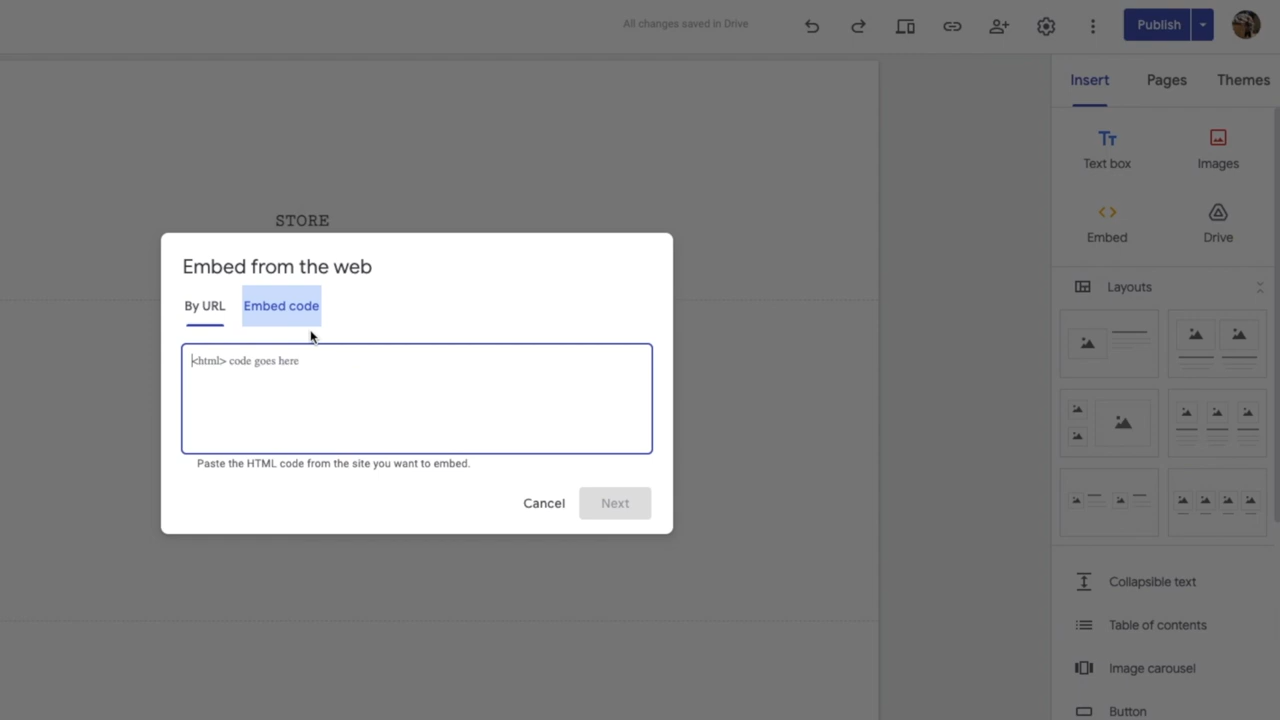 All changes saved in Drive
Publish
Insert
Pages
Themes
Tт
Text box
Images
Embed
Drive
Layouts
STORE
Embed from the web
By URL
Embed code
<html> code goes here
Paste the HTML code from the site you want to embed.
Cancel
Next
Collapsible text
Table of contents
Image carousel
Button